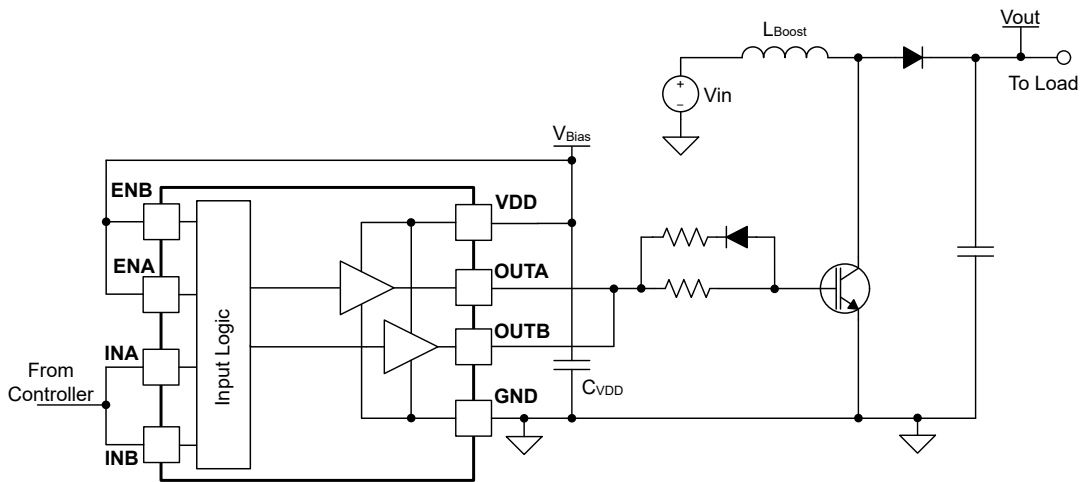 Vout
LBoost
To Load
+
Vin
−
VBias
ENB
VDD
ENA
OUTA
OUTB
INA
Input Logic
From
Controller
CVDD
GND
INB